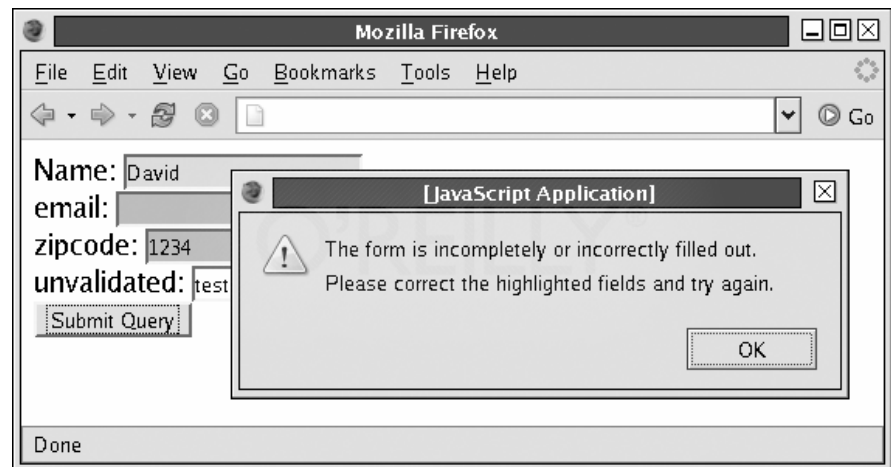 Mozilla Firefox
File Edit View Go Bookmarks Tools Help
Go
Name: David
email:
zipcode: 1234
unvalidated: test
Submit Query
[JavaScript Application]
The form is incompletely or incorrectly filled out.
Please correct the highlighted fields and try again.
OK
O'REILLY®
Done